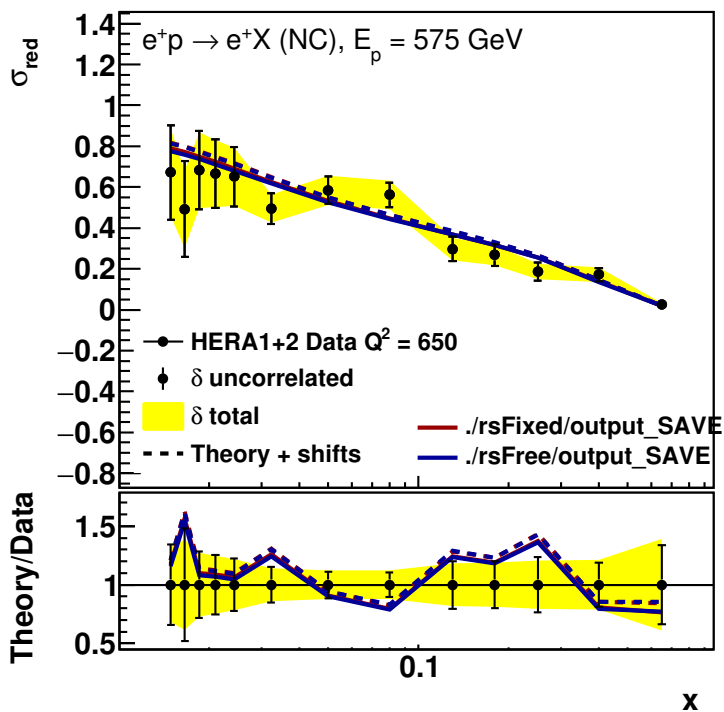 σred
e⁺p → e⁺X (NC), E_p = 575 GeV
1.4
1.2
1
0.8
0.6
0.4
0.2
0
−0.2
−0.4
−0.6
−0.8
HERA1+2 Data Q² = 650
δ uncorrelated
δ total
Theory + shifts
./rsFixed/output_SAVE
./rsFree/output_SAVE
Theory/Data
1.5
1
0.5
0.1
x